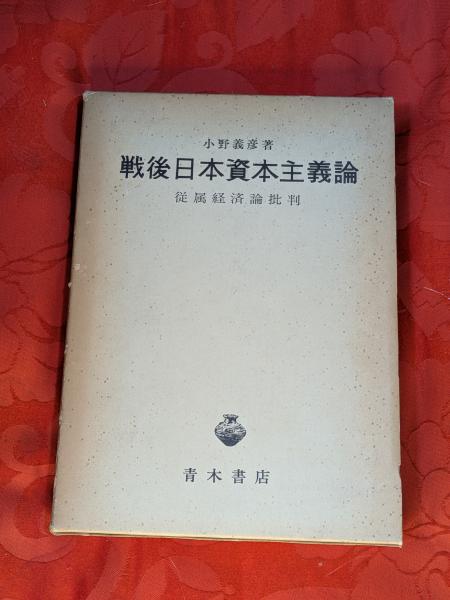 小野義彦著
戦後日本資本主義論
従属経済論批判
青木書店